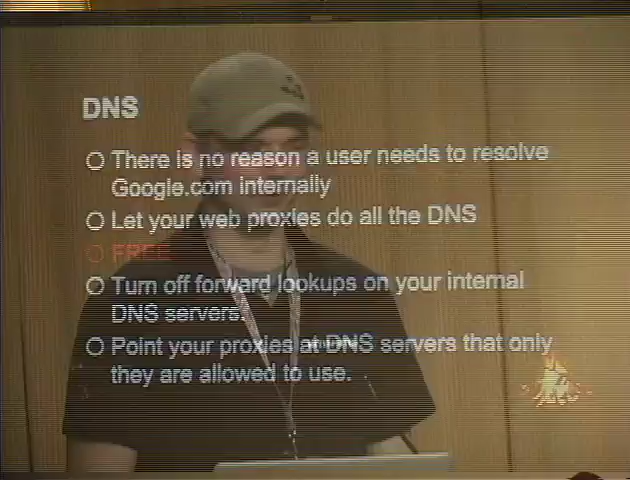 DNS
There is no reason a user needs to resolve
Google.com internally
Let your web proxies do all the DNS
FREE
Turn off forward lookups on your internal
DNS servers.
Point your proxies at DNS servers that only
they are allowed to use.